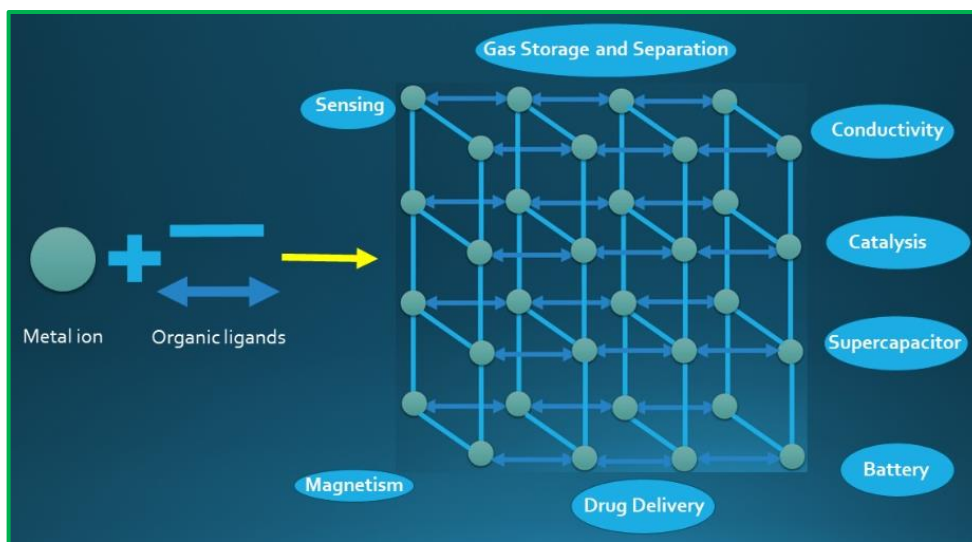 Gas Storage and Separation
Sensing
Conductivity
Catalysis
Metal ion
Organic ligands
Supercapacitor
Magnetism
Battery
Drug Delivery